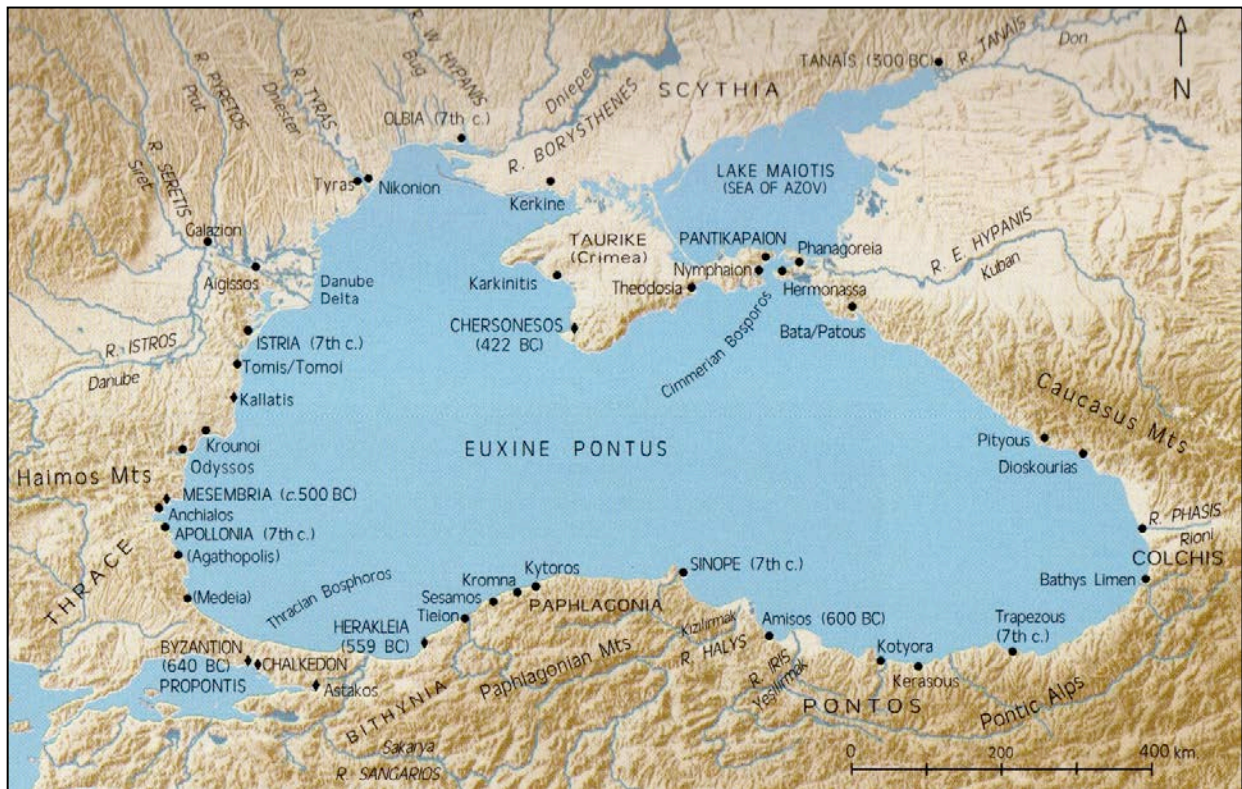 R. W. HYPANIS
Bug
R. PYRETOS
Prut
R. TYRAS
Dniester
R. SERETIS
Siret
OLBIA (7th c.)
Dnieper
R. BORYSTHENES
SCYTHIA
TANAÏS (300 BC)
R. TANAÏS
Don
N
Tyras
Nikonion
Kerkine
LAKE MAIOTIS
(SEA OF AZOV)
Galazion
Aigissos
Danube
Delta
TAURIKE
(Crimea)
PANTIKAPAION
Phanagoreia
Karkinitis
Nymphaion
Theodosia
Hermonassa
R. E. HYPANIS
Kuban
Bata/Patous
CHERSONESOS
(422 BC)
Cimmerian Bosporos
R. ISTROS
Danube
ISTRIA (7th c.)
Tomis/Tomoi
Kallatis
Krounoi
Odyssos
EUXINE PONTUS
Caucasus Mts
Pityous
Dioskourias
Haimos Mts
MESEMBRIA (c.500 BC)
Anchialos
APOLLONIA (7th c.)
(Agathopolis)
THRACE
(Medeia)
R. PHASIS
Rioni
COLCHIS
Bathys Limen
Thracian Bosphoros
Kytoros
Kromna
Sesamos
Tieion
SINOPE (7th c.)
PAPHLAGONIA
HERAKLEIA
(559 BC)
BYZANTION
(640 BC)
CHALKEDON
PROPONTIS
Astakos
BITHYNIA
Paphlagonian Mts
Kizilirmak
R. HALYS
Amisos (600 BC)
R. IRIS
Yesilirmak
Kotyora
Kerasous
Trapezous
(7th c.)
PONTOS
Pontic Alps
Sakarya
R. SANGARIOS
0 200 400 km.